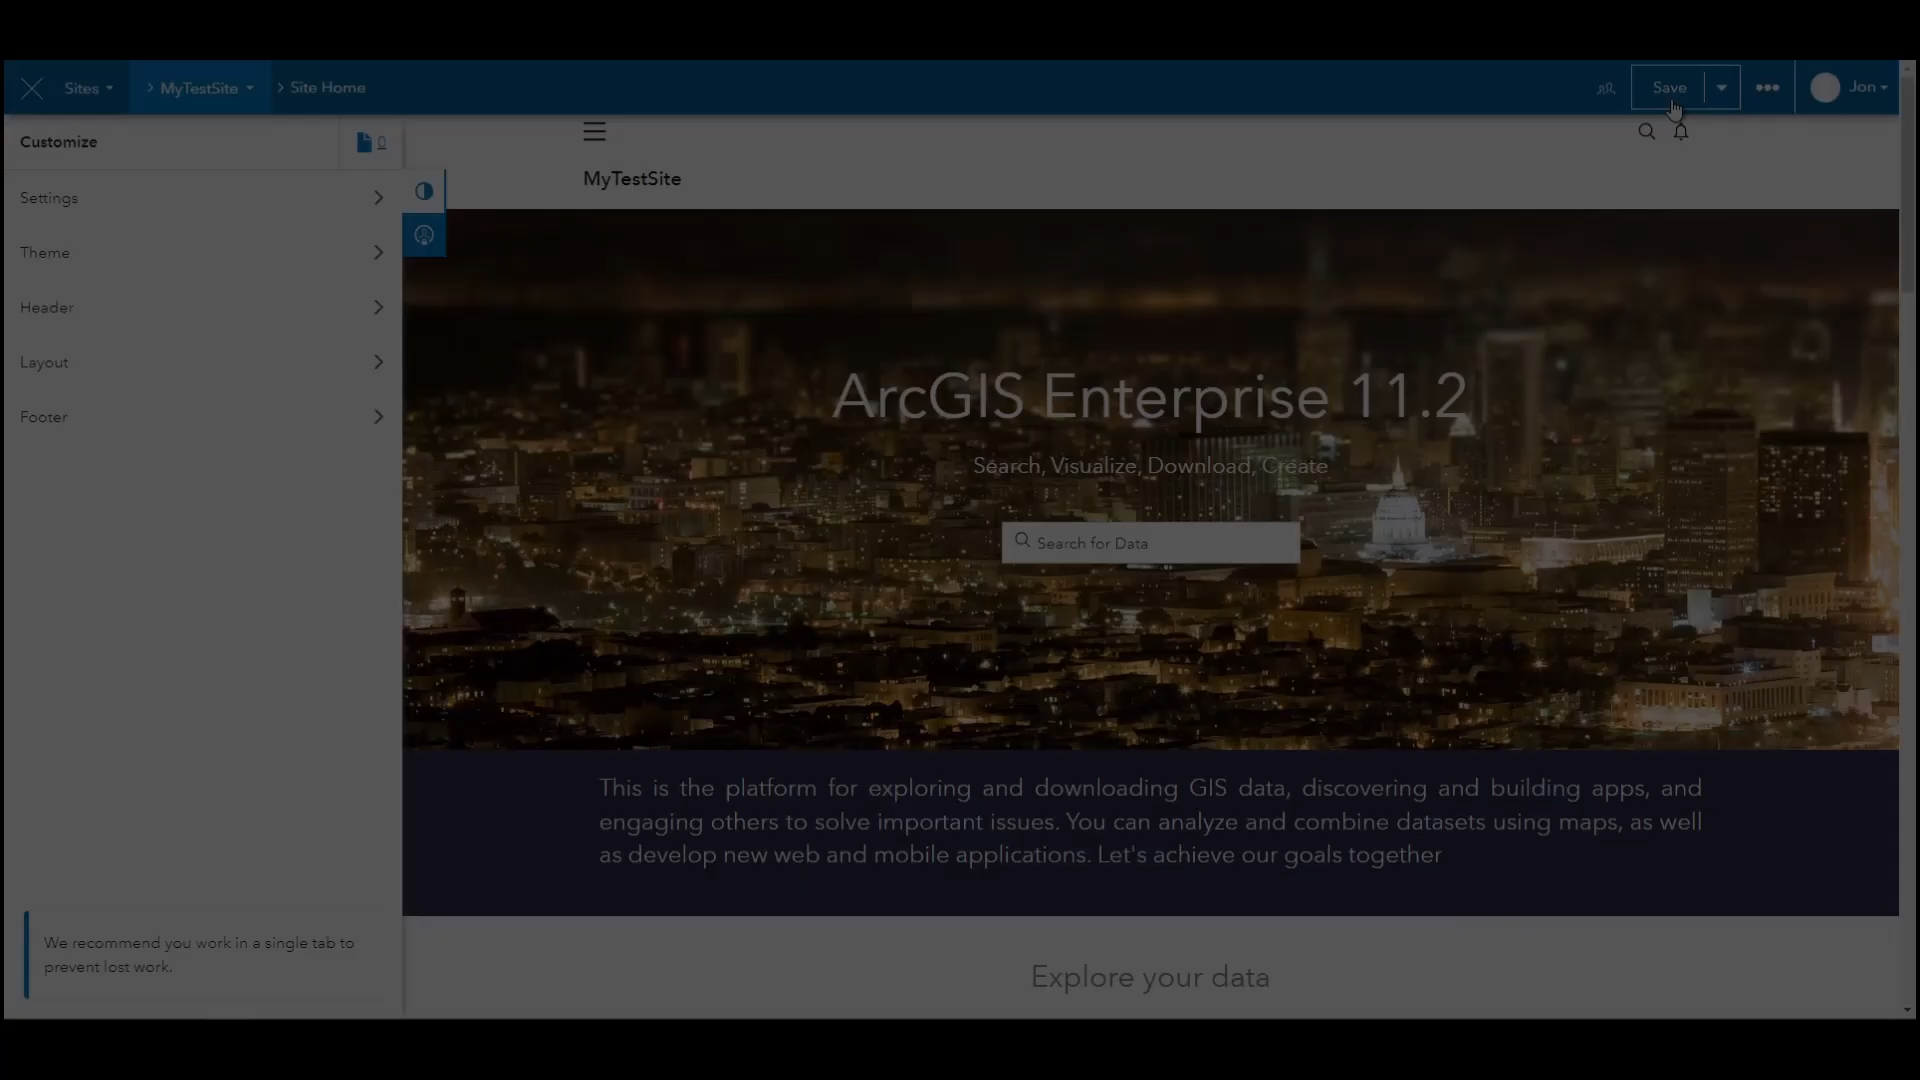 Sites
MyTestSite
Site Home
Save
Jon
Customize
0
Settings
Theme
Header
Layout
Footer
We recommend you work in a single tab to
prevent lost work.
MyTestSite
ArcGIS Enterprise 11.2
Search, Visualize, Download, Create
Search for Data
This is the platform for exploring and downloading GIS data, discovering and building apps, and
engaging others to solve important issues. You can analyze and combine datasets using maps, as well
as develop new web and mobile applications. Let's achieve our goals together
Explore your data